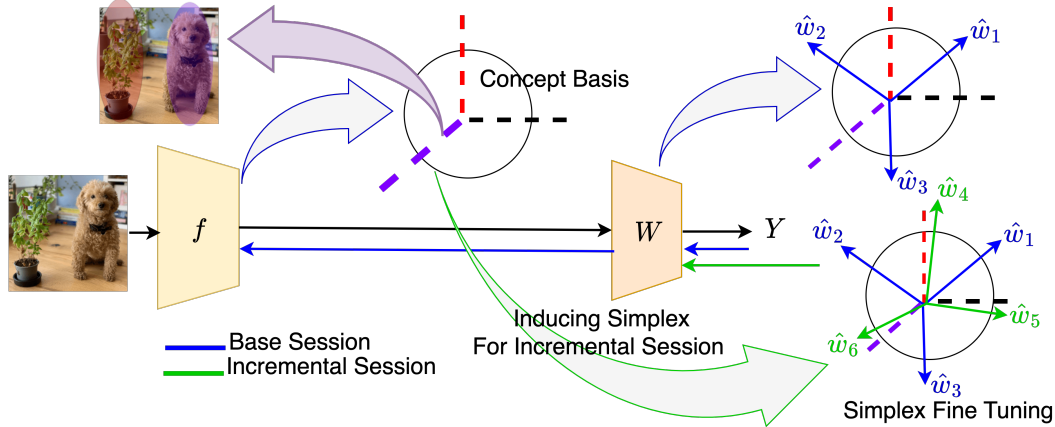 Concept Basis
ŵ₂
ŵ₁
ŵ₃
f
W
Y
ŵ₄
ŵ₂
ŵ₁
ŵ₅
ŵ₆
ŵ₃
Inducing Simplex
For Incremental Session
Base Session
Incremental Session
Simplex Fine Tuning